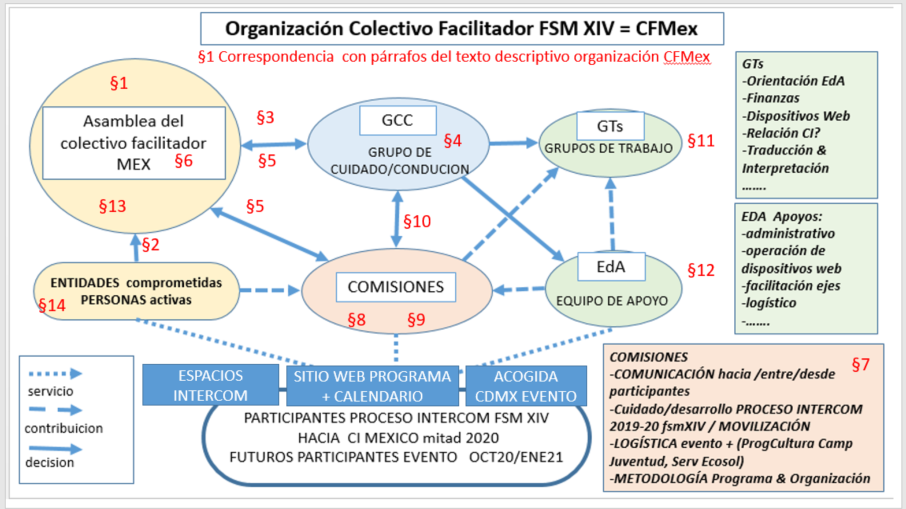 Organización Colectivo Facilitador FSM XIV = CFMex
§1 Correspondencia con párrafos del texto descriptivo organización CFMex
§1
Asamblea del
colectivo facilitador
MEX
§6
§13
§3
§5
§5
§2
GCC
§4
GRUPO DE
CUIDADO/CONDUCION
GTs
GRUPOS DE TRABAJO
§11
§10
ENTIDADES comprometidas
PERSONAS activas
§14
COMISIONES
§8 §9
EdA
EQUIPO DE APOYO
§12
GTs
-Orientación EdA
-Finanzas
-Dispositivos Web
-Relación CI?
-Traducción &
Interpretación
.......
EDA Apoyos:
-administrativo
-operación de
dispositivos web
-facilitación ejes
-logístico
-.......
servicio
contribuicion
decision
ESPACIOS
INTERCOM
SITIO WEB PROGRAMA
+ CALENDARIO
ACOGIDA
CDMX EVENTO
PARTICIPANTES PROCESO INTERCOM FSM XIV
HACIA CI MEXICO mitad 2020
FUTUROS PARTICIPANTES EVENTO OCT20/ENE21
COMISIONES
§7
-COMUNICACIÓN hacia /entre/desde
participantes
-Cuidado/desarrollo PROCESO INTERCOM
2019-20 fsmXIV / MOVILIZACIÓN
-LOGÍSTICA evento + (ProgCultura Camp
Juventud, Serv Ecosol)
-METODOLOGÍA Programa & Organización